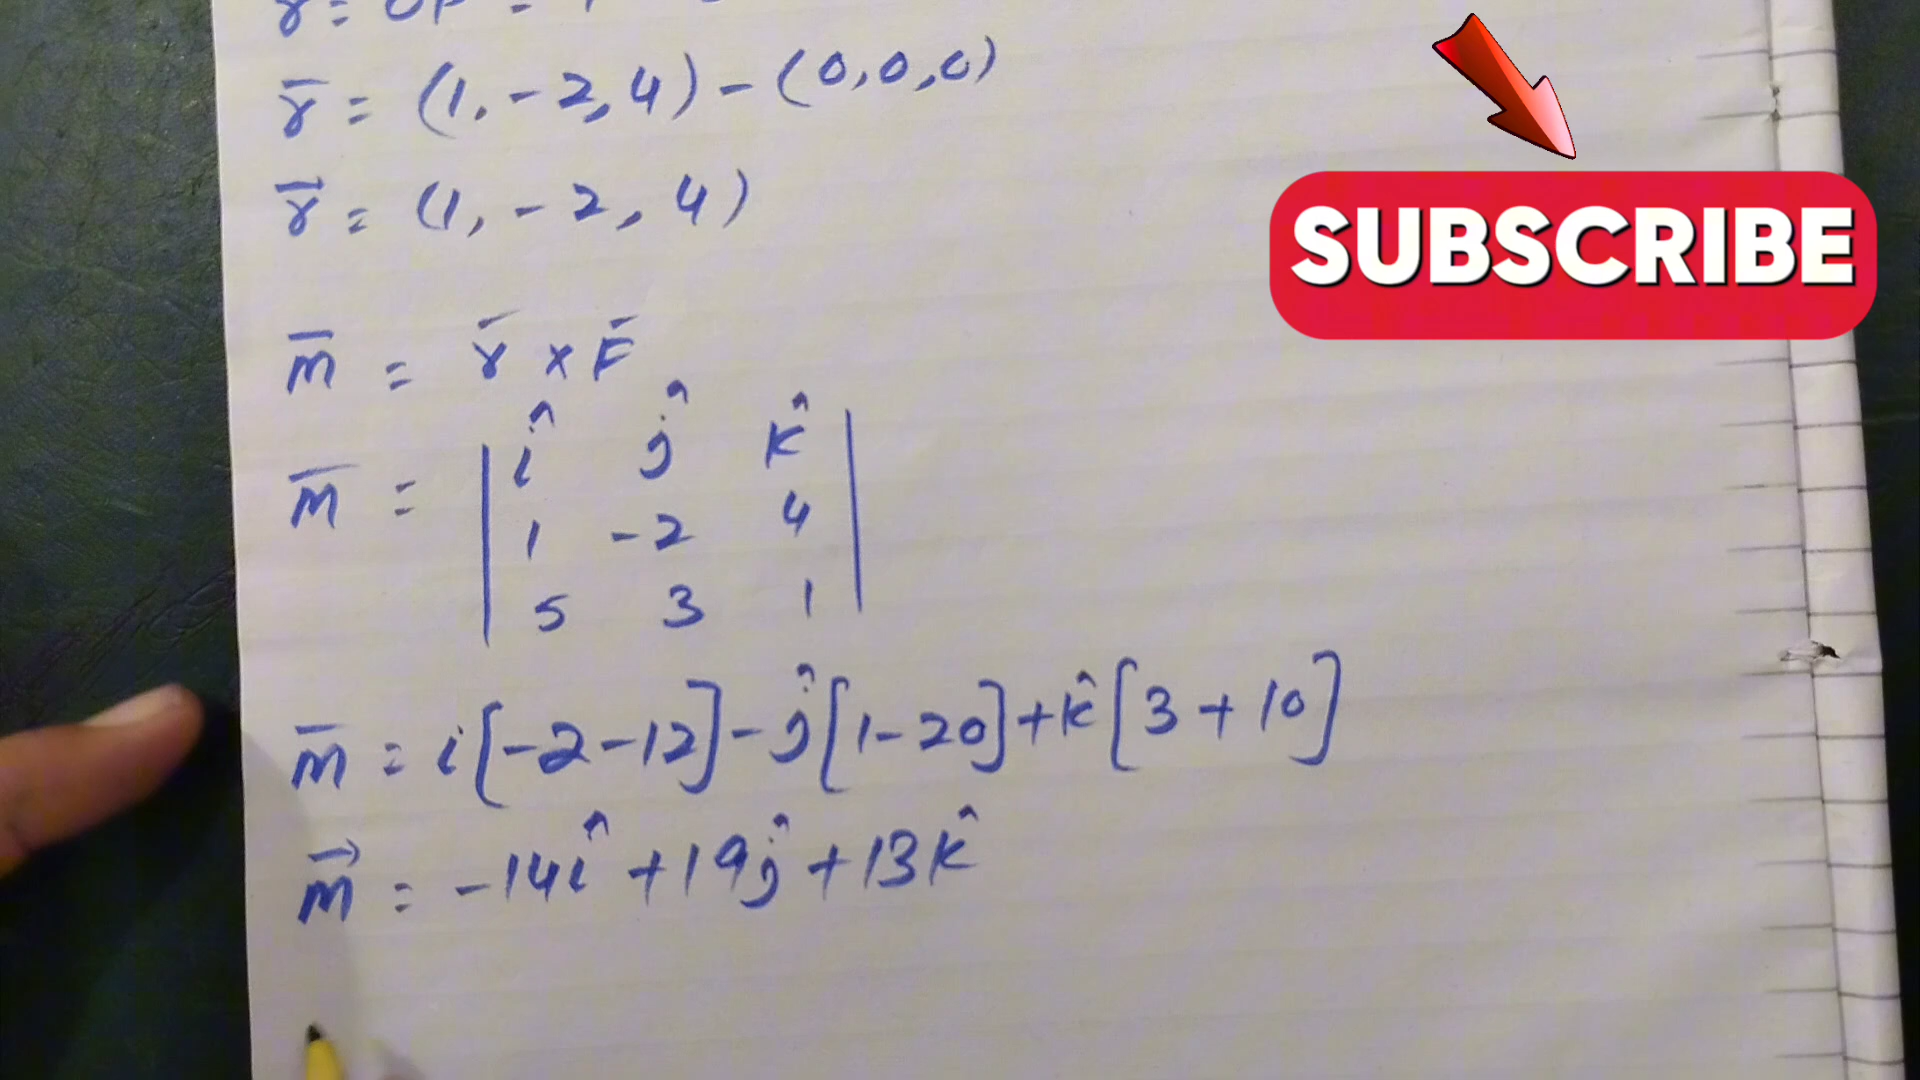 r̄ = (1, -2, 4) - (0,0,0)
SUBSCRIBE
r̄ = (1, -2, 4)
m̄ = r̄ × F̄
m̄ = | î ĵ k̂ |
| 1 -2 4 |
| 5 3 1 |
m̄ = i[-2-12] - ĵ[1-20] + k̂[3+10]
m⃗ = -14î + 19ĵ + 13k̂